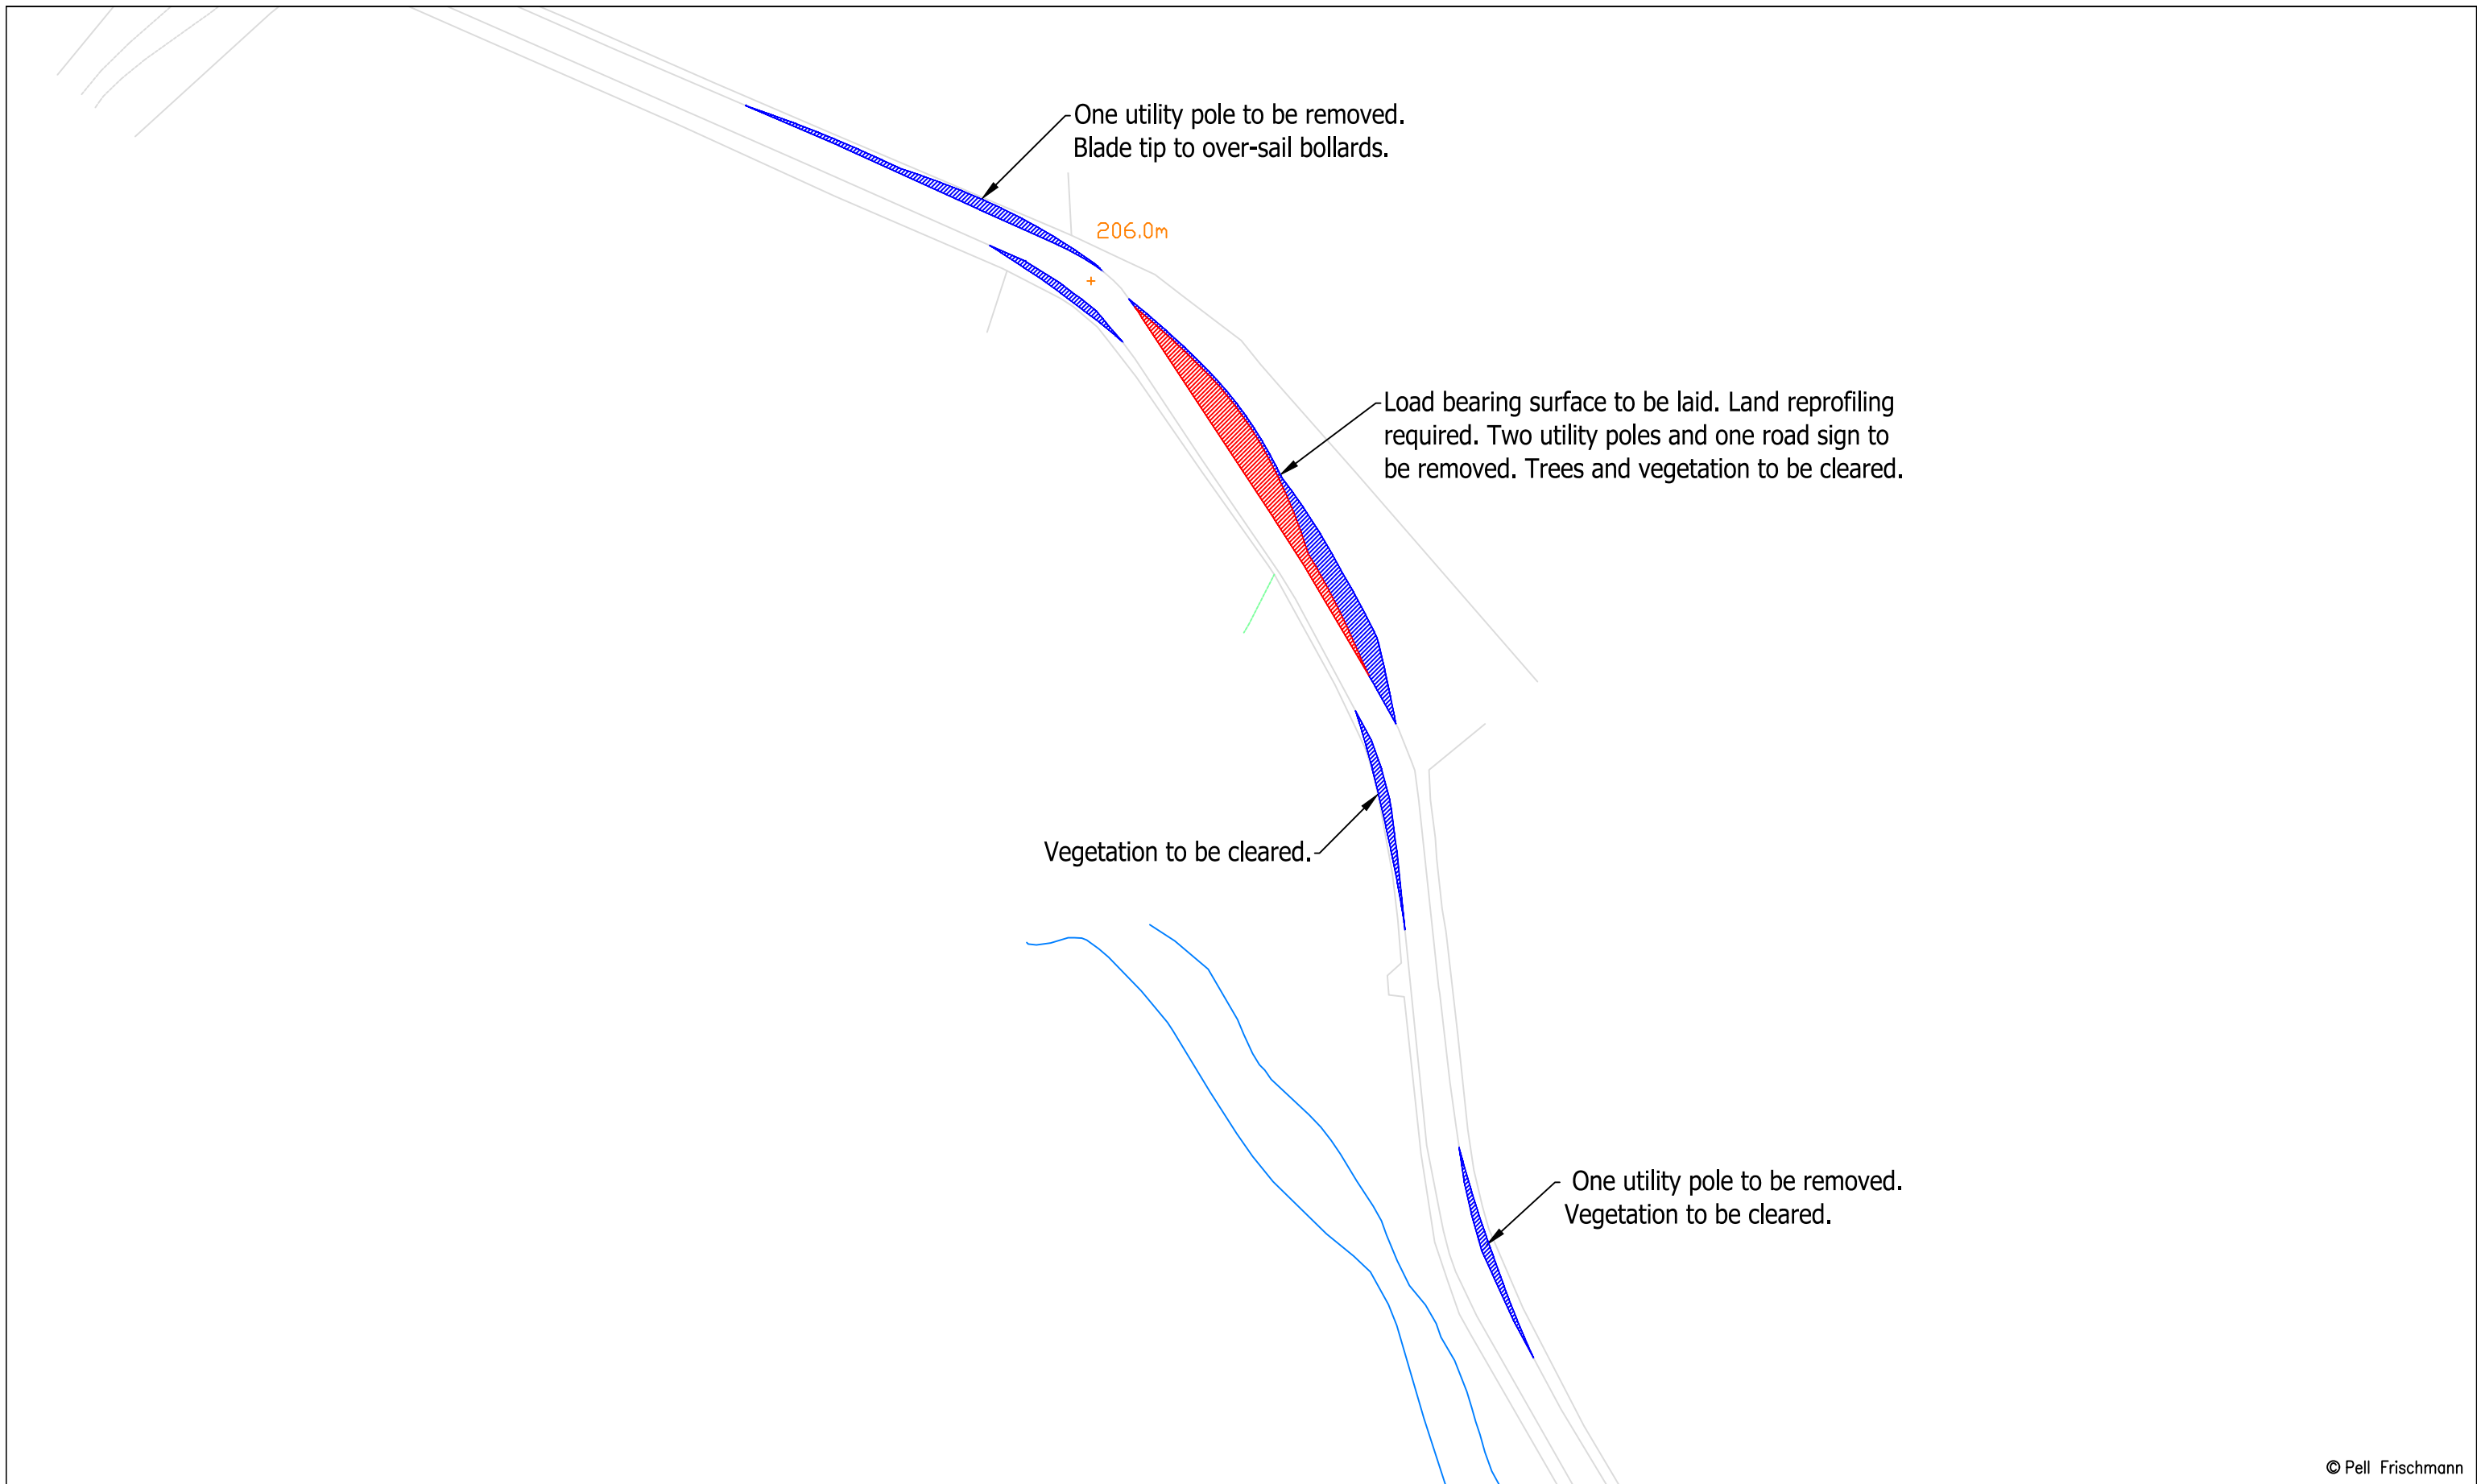 One utility pole to be removed.
Blade tip to over-sail bollards.
206.0m
Load bearing surface to be laid. Land reprofiling
required. Two utility poles and one road sign to
be removed. Trees and vegetation to be cleared.
Vegetation to be cleared.
One utility pole to be removed.
Vegetation to be cleared.
© Pell Frischmann